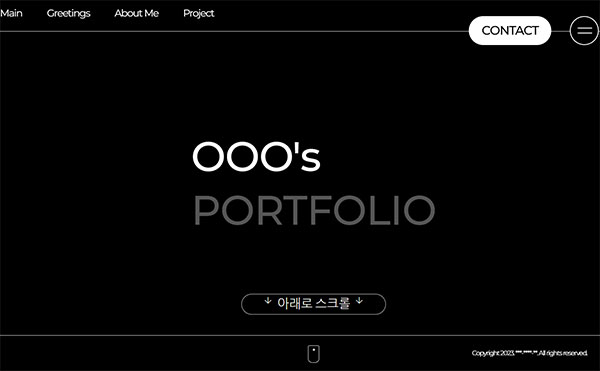 Main Greetings About Me Project
CONTACT
OOO's
PORTFOLIO
↓ 아래로 스크롤 ↓
Copyright 2023. ***.****.**. All rights reserved.